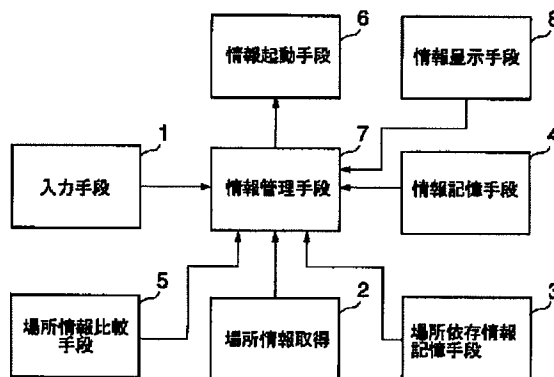 6
情報起動手段
8
情報显示手段
1
入力手段
7
情報管理手段
4
情報記憶手段
5
場所情報比較
手段
2
場所情報取得
3
場所依存情報
記憶手段